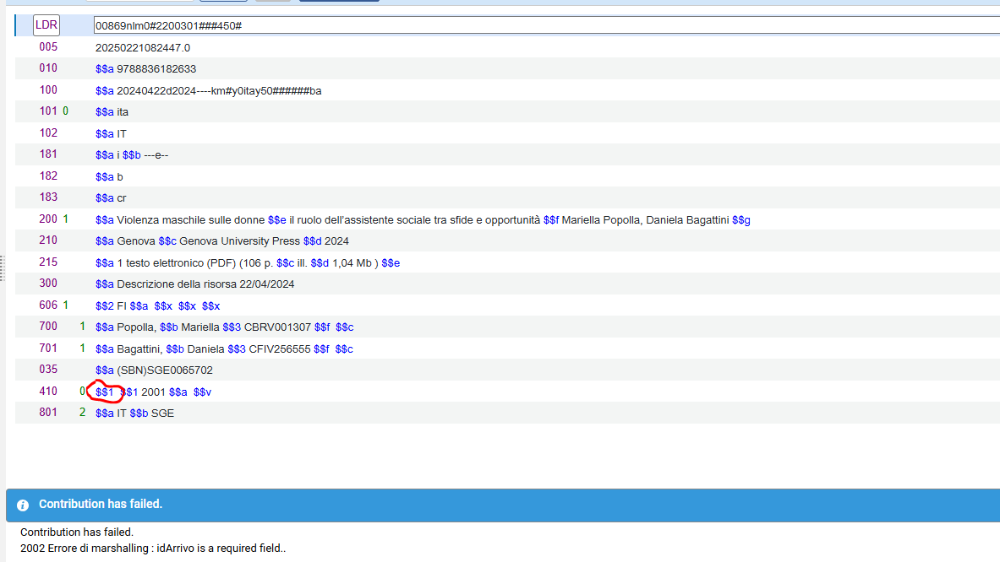 LDR 00869nlm0#2200301###450#
005 20250221082447.0
010 $$a 9788836182633
100 $$a 20240422d2024----km#y0itay50######ba
101 0 $$a ita
102 $$a IT
181 $$a i $$b ---e--
182 $$a b
183 $$a cr
200 1 $$a Violenza maschile sulle donne $$e il ruolo dell'assistente sociale tra sfide e opportunità $$f Mariella Popolla, Daniela Bagattini $$g
210 $$a Genova $$c Genova University Press $$d 2024
215 $$a 1 testo elettronico (PDF) (106 p. $$c ill. $$d 1,04 Mb ) $$e
300 $$a Descrizione della risorsa 22/04/2024
606 1 $$2 FI $$a $$x $$x $$x
700 1 $$a Popolla, $$b Mariella $$3 CBRV001307 $$f $$c
701 1 $$a Bagattini, $$b Daniela $$3 CFIV256555 $$f $$c
035 $$a (SBN)SGE0065702
410 0 $$1 $$1 2001 $$a $$v
801 2 $$a IT $$b SGE
Contribution has failed.
Contribution has failed.
2002 Errore di marshalling : idArrivo is a required field..